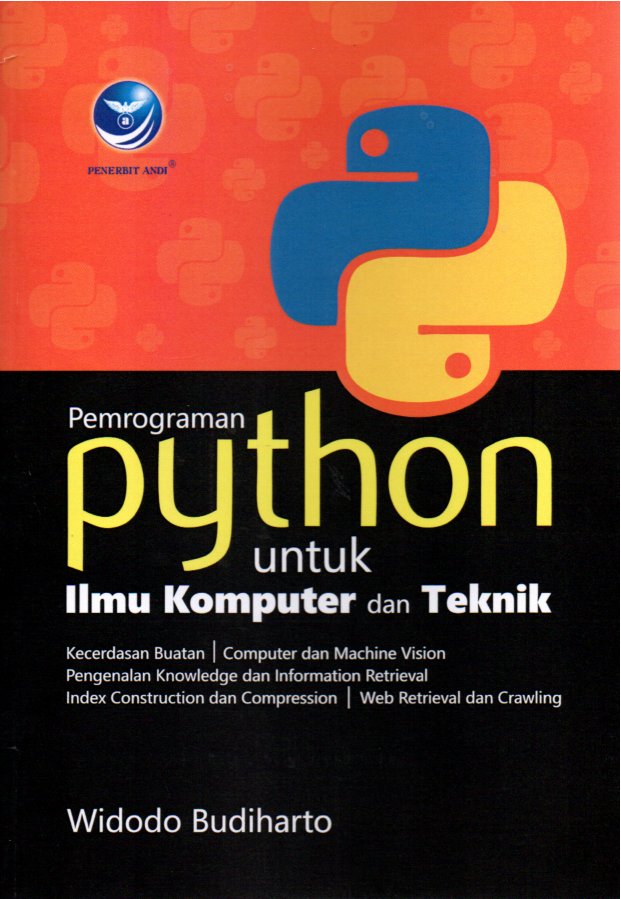 a
PENERBIT ANDI®
Pemrograman
python
untuk
Ilmu Komputer dan Teknik
Kecerdasan Buatan | Computer dan Machine Vision
Pengenalan Knowledge dan Information Retrieval
Index Construction dan Compression | Web Retrieval dan Crawling
Widodo Budiharto